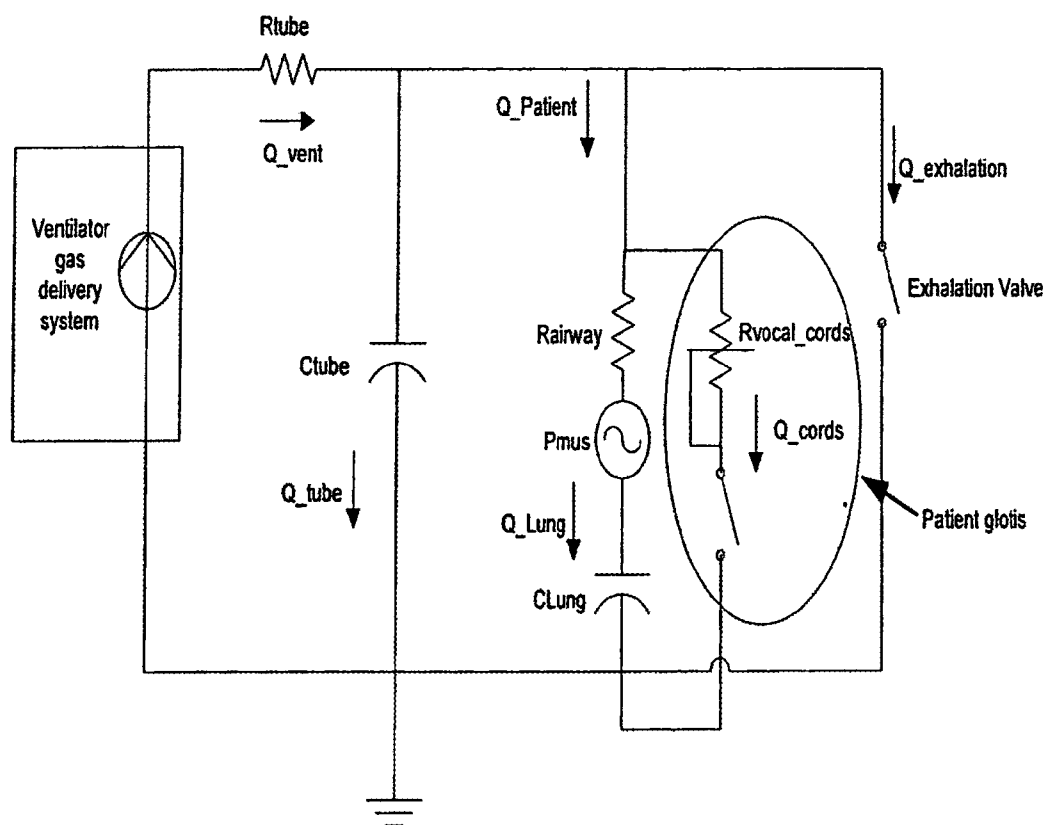 Rtube
Q_vent
Q_Patient
Q_exhalation
Ventilator
gas
delivery
system
Exhalation Valve
Rairway
Rvocal_cords
Ctube
Pmus
Q_cords
Q_tube
Q_Lung
Patient glotis
CLung